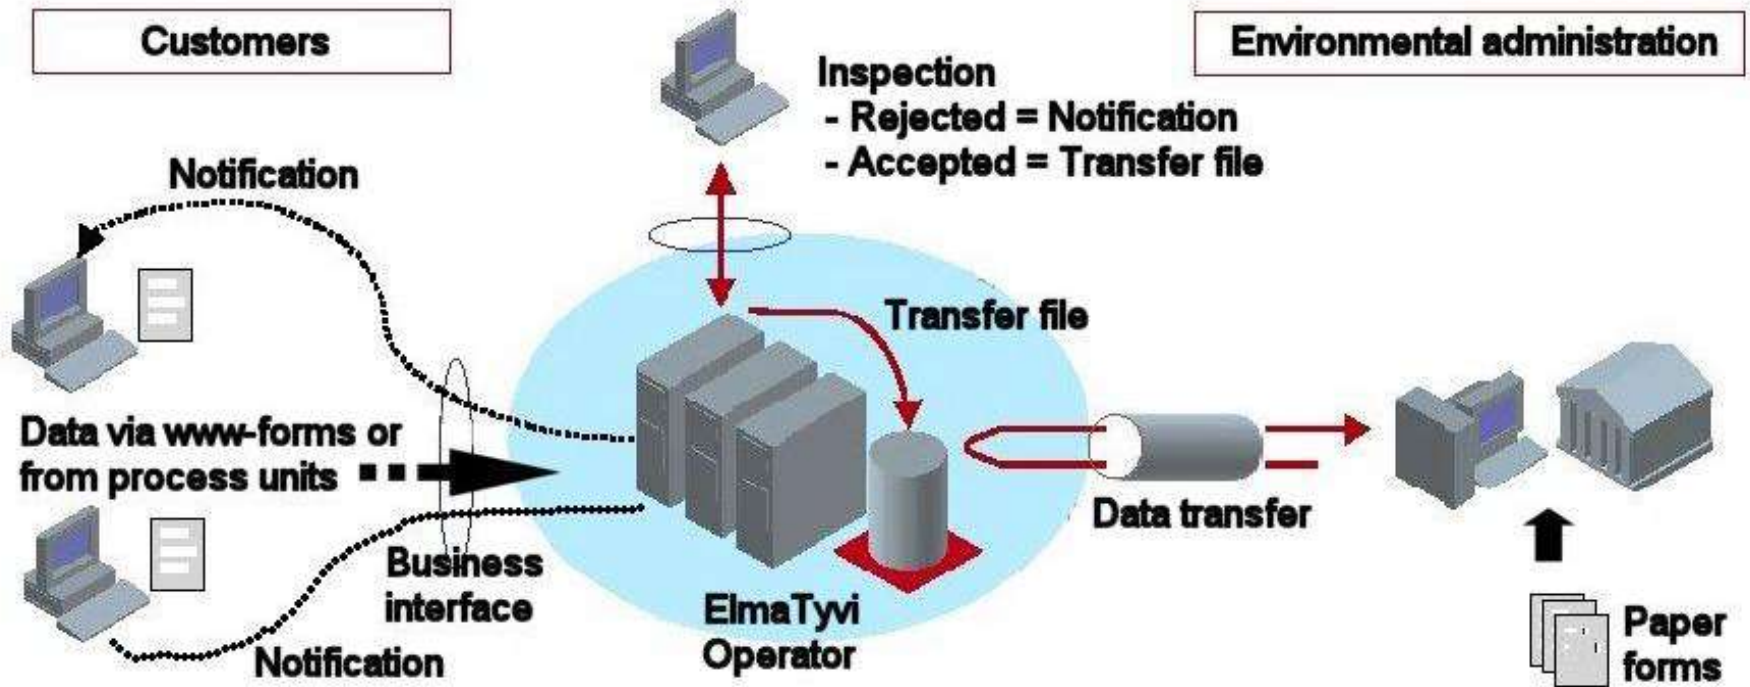 Customers
Environmental administration
Inspection
- Rejected = Notification
- Accepted = Transfer file
Notification
Transfer file
Data via www-forms or
from process units
Data transfer
Business
interface
ElmaTyvi
Operator
Notification
Paper
forms